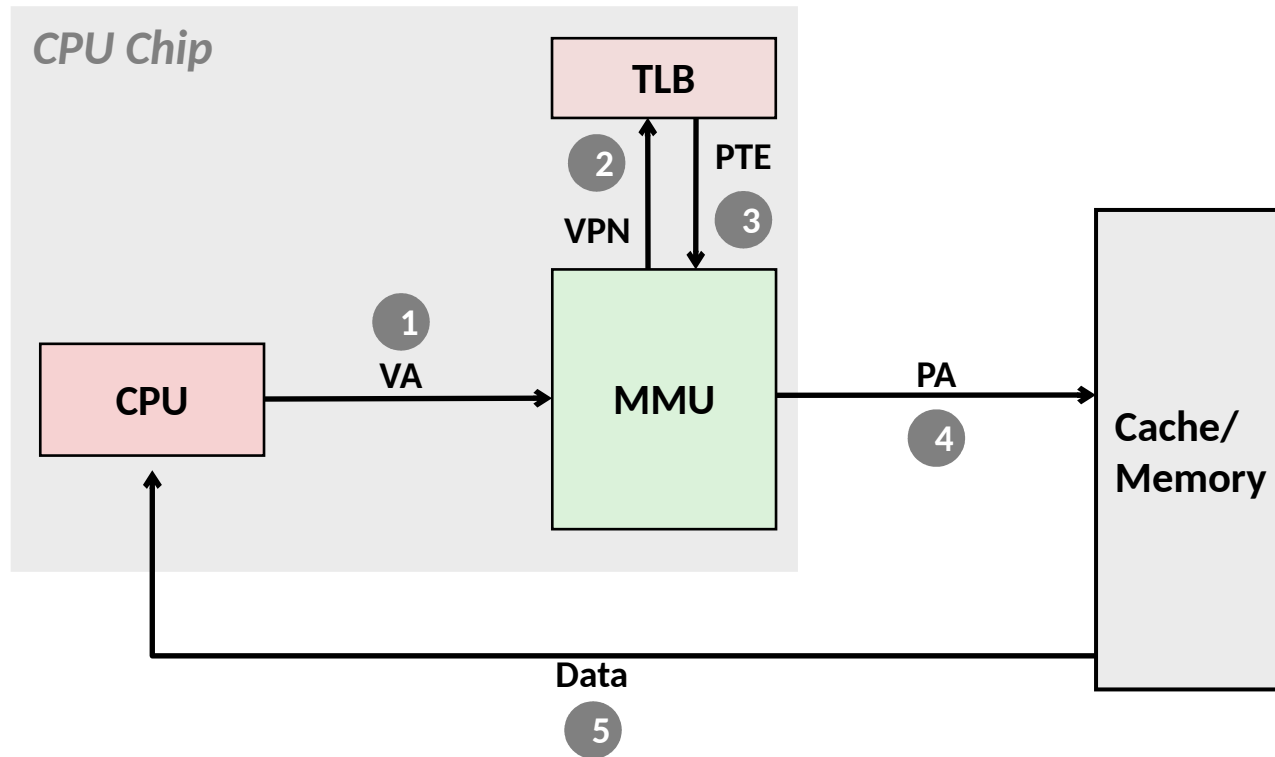 CPU Chip
TLB
2
PTE
3
VPN
1
VA
CPU
MMU
PA
4
Cache/
Memory
Data
5